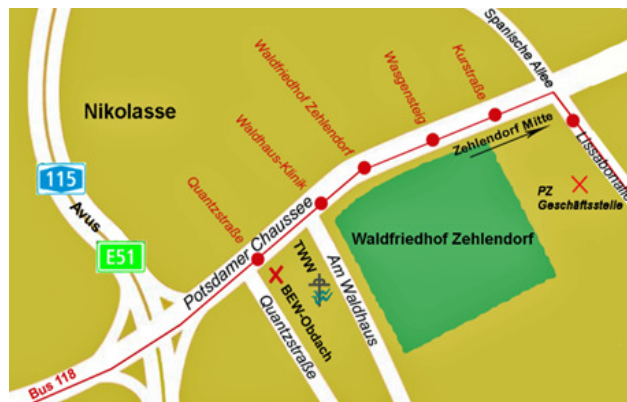 Spanische Allee
Kurstraße
Wasgensteig
Waldfriedhof Zehlendorf
Waldhaus-Klinik
Quantzstraße
Nikolasse
115
Avus
E51
Potsdamer Chaussee
Zehlendorf Mitte
PZ
Geschäftsstelle
Waldfriedhof Zehlendorf
TWW
BEW-Obdach
Am Waldhaus
Quantzstraße
Bus 118